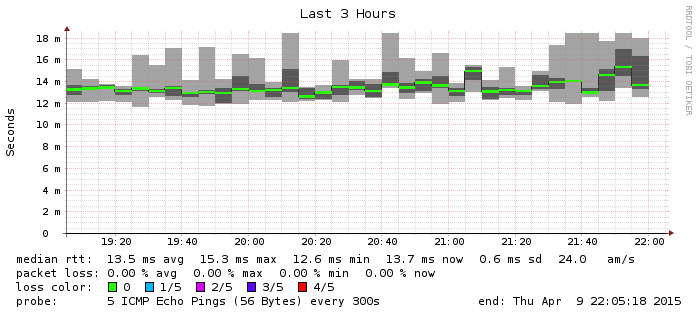 Last 3 Hours
RRDTOOL / TOBI OETIKER
Seconds
18 m
16 m
14 m
12 m
10 m
8 m
6 m
4 m
2 m
0
19:20 19:40 20:00 20:20 20:40 21:00 21:20 21:40 22:00
median rtt: 13.5 ms avg 15.3 ms max 12.6 ms min 13.7 ms now 0.6 ms sd 24.0 am/s
packet loss: 0.00 % avg 0.00 % max 0.00 % min 0.00 % now
loss color: 0 1/5 2/5 3/5 4/5
probe: 5 ICMP Echo Pings (56 Bytes) every 300s end: Thu Apr 9 22:05:18 2015